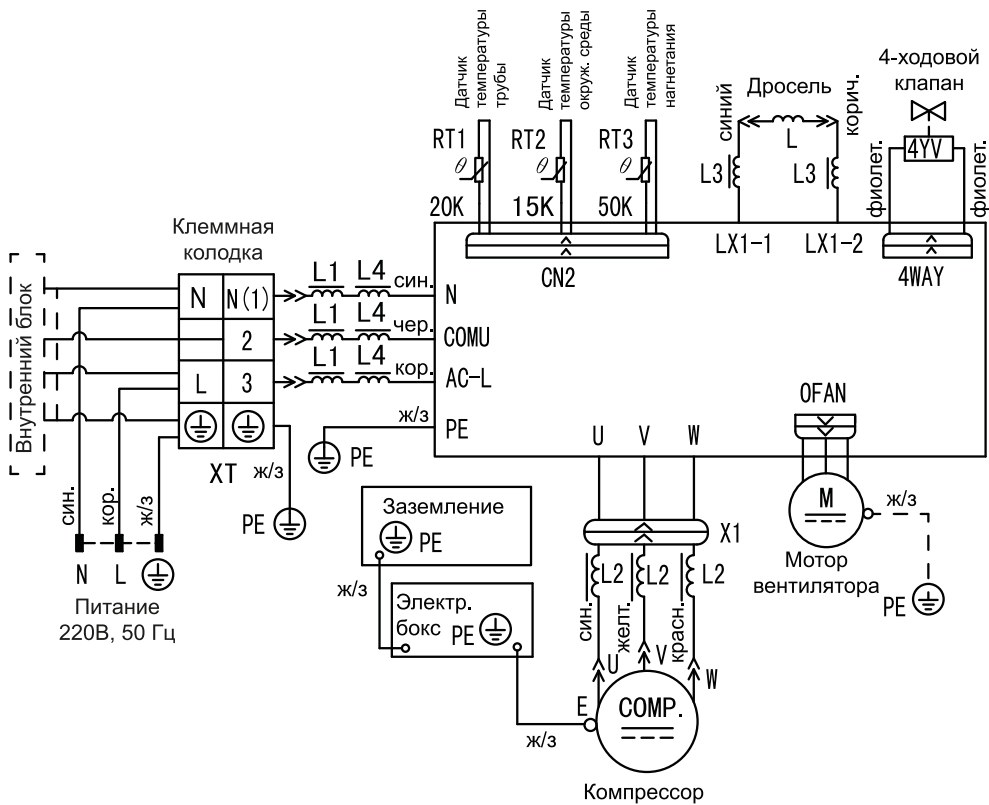 Датчик
температуры
трубы
Датчик
температуры
окруж. среды
Датчик
температуры
нагнетания
4-ходовой
клапан
синий
Дросель
корич.
RT1
RT2
RT3
θ
θ
θ
L
L3
L3
4YV
фиолет.
фиолет.
20K
15K
50K
Клеммная
колодка
LX1-1
LX1-2
CN2
4WAY
Внутренний блок
N
N(1)
L1
L4
син.
N
2
L1
L4
чер.
COMU
L
3
L1
L4
кор.
AC-L
ж/з
PE
PE
OFAN
U
V
W
XT
ж/з
PE
син.
кор.
ж/з
N
L
Питание
220В, 50 Гц
Заземление
PE
ж/з
Электр.
бокс
PE
X1
L2
L2
L2
син.
желт.
красн.
U
V
W
M
ж/з
Мотор
вентилятора
PE
E
COMP.
ж/з
Компрессор